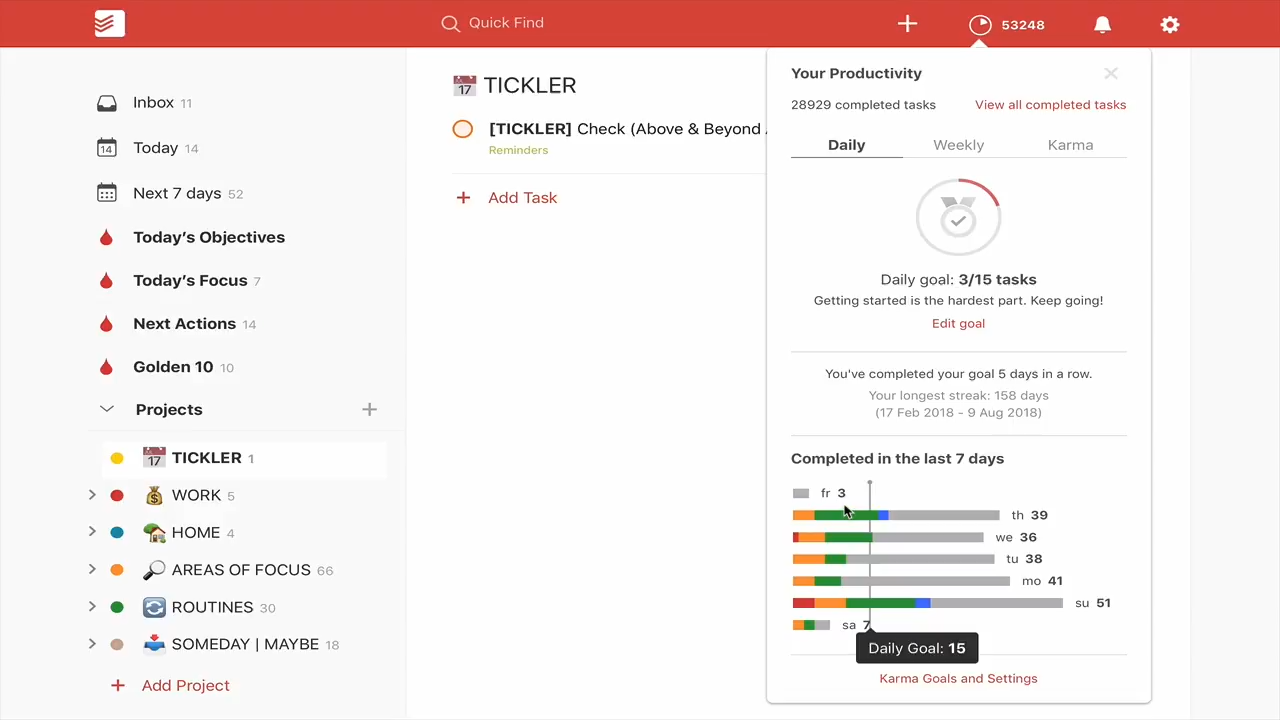 Quick Find
53248
Inbox 11
14 Today 14
Next 7 days 52
Today's Objectives
Today's Focus 7
Next Actions 14
Golden 10 10
Projects
17 TICKLER 1
WORK 5
HOME 4
AREAS OF FOCUS 66
ROUTINES 30
SOMEDAY | MAYBE 18
Add Project
17 TICKLER
[TICKLER] Check (Above & Beyond
Reminders
Add Task
Your Productivity
28929 completed tasks View all completed tasks
Daily Weekly Karma
Daily goal: 3/15 tasks
Getting started is the hardest part. Keep going!
Edit goal
You've completed your goal 5 days in a row.
Your longest streak: 158 days
(17 Feb 2018 - 9 Aug 2018)
Completed in the last 7 days
fr 3
th 39
we 36
tu 38
mo 41
su 51
sa 7
Daily Goal: 15
Karma Goals and Settings